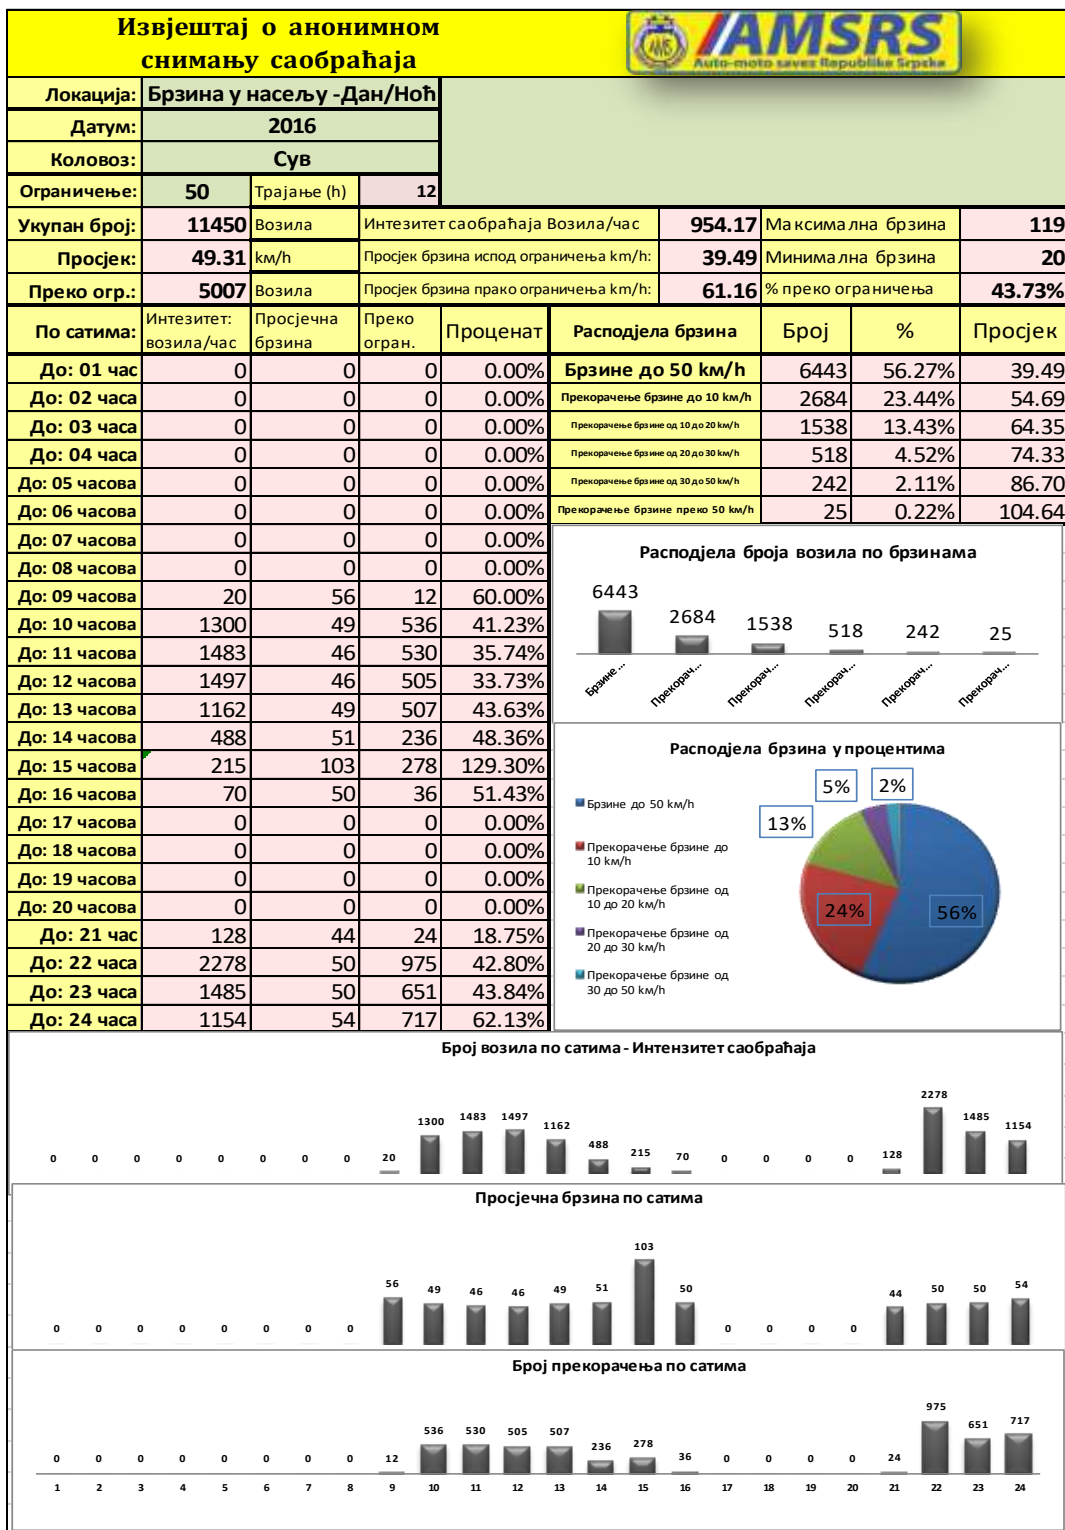 Извјештај о анонимном
снимању саобраћаја
AMSRS
Auto-moto savez Republike Srpske
AMS
Локација: Брзина у насељу -Дан/Ноћ
Датум: 2016
Коловоз: Сув
Ограничење: 50 Трајање (h) 12
Укупан број: 11450 Возила Интезитет саобраћаја Возила/час 954.17 Максимална брзина 119
Просјек: 49.31 km/h Просјек брзина испод ограничења km/h: 39.49 Минимална брзина 20
Преко огр.: 5007 Возила Просјек брзина прако ограничења km/h: 61.16 % преко ограничења 43.73%
По сатима: Интезитет: возила/час Просјечна брзина Преко огран. Проценат Расподјела брзина Број % Просјек
До: 01 час 0 0 0 0.00% Брзине до 50 km/h 6443 56.27% 39.49
До: 02 часа 0 0 0 0.00% Прекорачење брзине до 10 км/h 2684 23.44% 54.69
До: 03 часа 0 0 0 0.00% Прекорачење брзине од 10 до 20 км/h 1538 13.43% 64.35
До: 04 часа 0 0 0 0.00% Прекорачење брзине од 20 до 30 км/h 518 4.52% 74.33
До: 05 часова 0 0 0 0.00% Прекорачење брзине од 30 до 50 км/h 242 2.11% 86.70
До: 06 часова 0 0 0 0.00% Прекорачење брзине преко 50 км/h 25 0.22% 104.64
До: 07 часова 0 0 0 0.00%
До: 08 часова 0 0 0 0.00%
До: 09 часова 20 56 12 60.00%
До: 10 часова 1300 49 536 41.23%
До: 11 часова 1483 46 530 35.74%
До: 12 часова 1497 46 505 33.73%
До: 13 часова 1162 49 507 43.63%
До: 14 часова 488 51 236 48.36%
До: 15 часова 215 103 278 129.30%
До: 16 часова 70 50 36 51.43%
До: 17 часова 0 0 0 0.00%
До: 18 часова 0 0 0 0.00%
До: 19 часова 0 0 0 0.00%
До: 20 часова 0 0 0 0.00%
До: 21 час 128 44 24 18.75%
До: 22 часа 2278 50 975 42.80%
До: 23 часа 1485 50 651 43.84%
До: 24 часа 1154 54 717 62.13%
Расподјела броја возила по брзинама
6443 2684 1538 518 242 25
Брзине... Прекорач... Прекорач... Прекорач... Прекорач... Прекорач...
Расподјела брзина у процентима
Брзине до 50 km/h
Прекорачење брзине до
10 km/h
Прекорачење брзине од
10 до 20 km/h
Прекорачење брзине од
20 до 30 km/h
Прекорачење брзине од
30 до 50 km/h
5% 2%
13%
24% 56%
Број возила по сатима - Интензитет саобраћаја
0 0 0 0 0 0 0 0 20 1300 1483 1497 1162 488 215 70 0 0 0 0 128 2278 1485 1154
Просјечна брзина по сатима
0 0 0 0 0 0 0 0 56 49 46 46 49 51 103 50 0 0 0 0 44 50 50 54
Број прекорачења по сатима
0 0 0 0 0 0 0 0 12 536 530 505 507 236 278 36 0 0 0 0 24 975 651 717
1 2 3 4 5 6 7 8 9 10 11 12 13 14 15 16 17 18 19 20 21 22 23 24